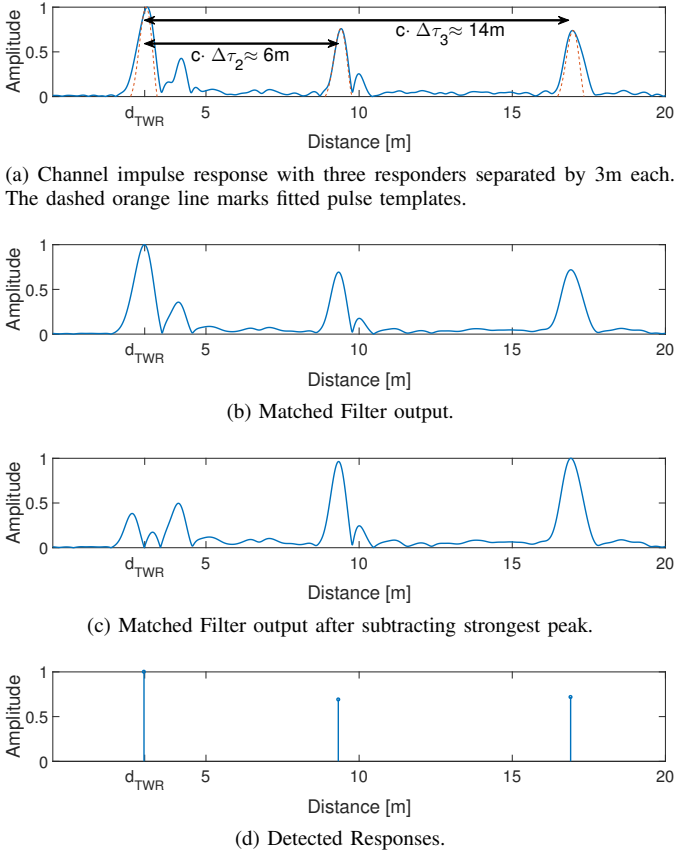 Amplitude
1
0.5
0
c· Δτ3≈ 14m
c· Δτ2≈ 6m
dTWR
5
10
15
20
Distance [m]
(a) Channel impulse response with three responders separated by 3m each.
The dashed orange line marks fitted pulse templates.
Amplitude
1
0.5
0
dTWR
5
10
15
20
Distance [m]
(b) Matched Filter output.
Amplitude
1
0.5
0
dTWR
5
10
15
20
Distance [m]
(c) Matched Filter output after subtracting strongest peak.
Amplitude
1
0.5
0
dTWR
5
10
15
20
Distance [m]
(d) Detected Responses.